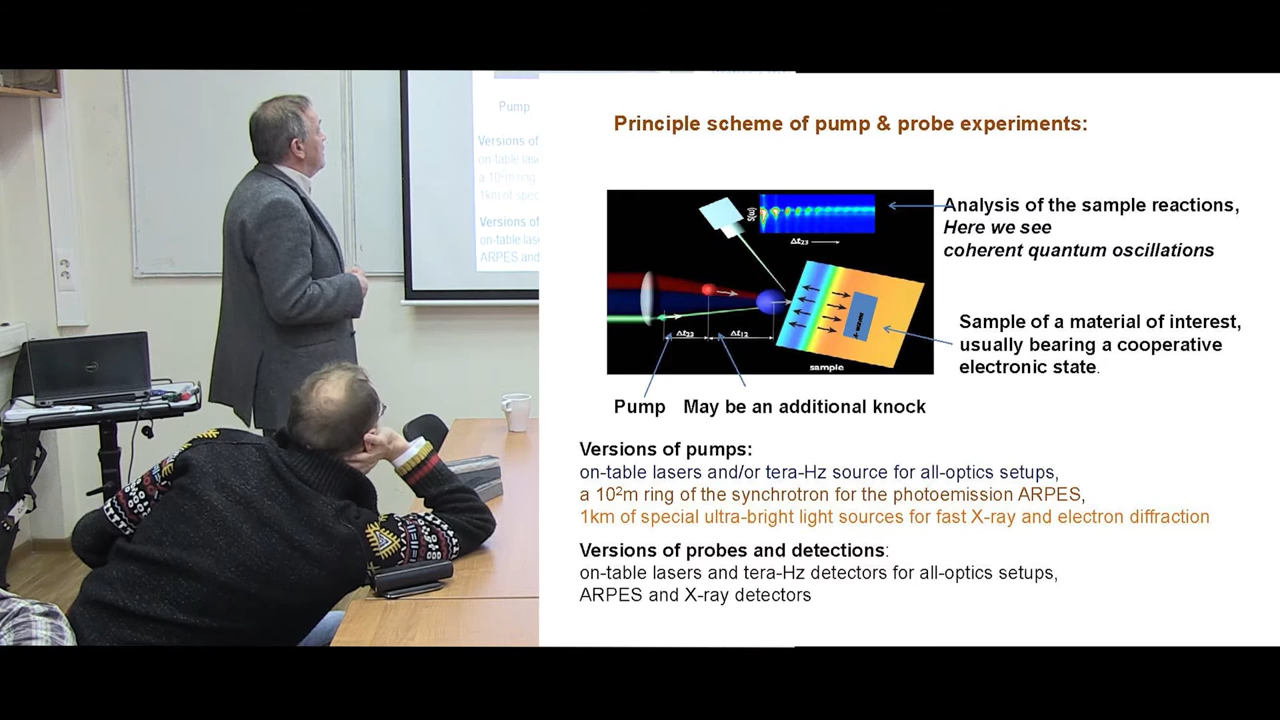 Pump
Versions of
on-table lase
a 10²m ring
1km of spec
Versions of
on-table lase
ARPES and
Principle scheme of pump & probe experiments:
Δt₂₃
Δt₂₃
Δt₁₂
sample
Analysis of the sample reactions,
Here we see
coherent quantum oscillations
Sample of a material of interest,
usually bearing a cooperative
electronic state.
Pump May be an additional knock
Versions of pumps:
on-table lasers and/or tera-Hz source for all-optics setups,
a 10²m ring of the synchrotron for the photoemission ARPES,
1km of special ultra-bright light sources for fast X-ray and electron diffraction
Versions of probes and detections:
on-table lasers and tera-Hz detectors for all-optics setups,
ARPES and X-ray detectors